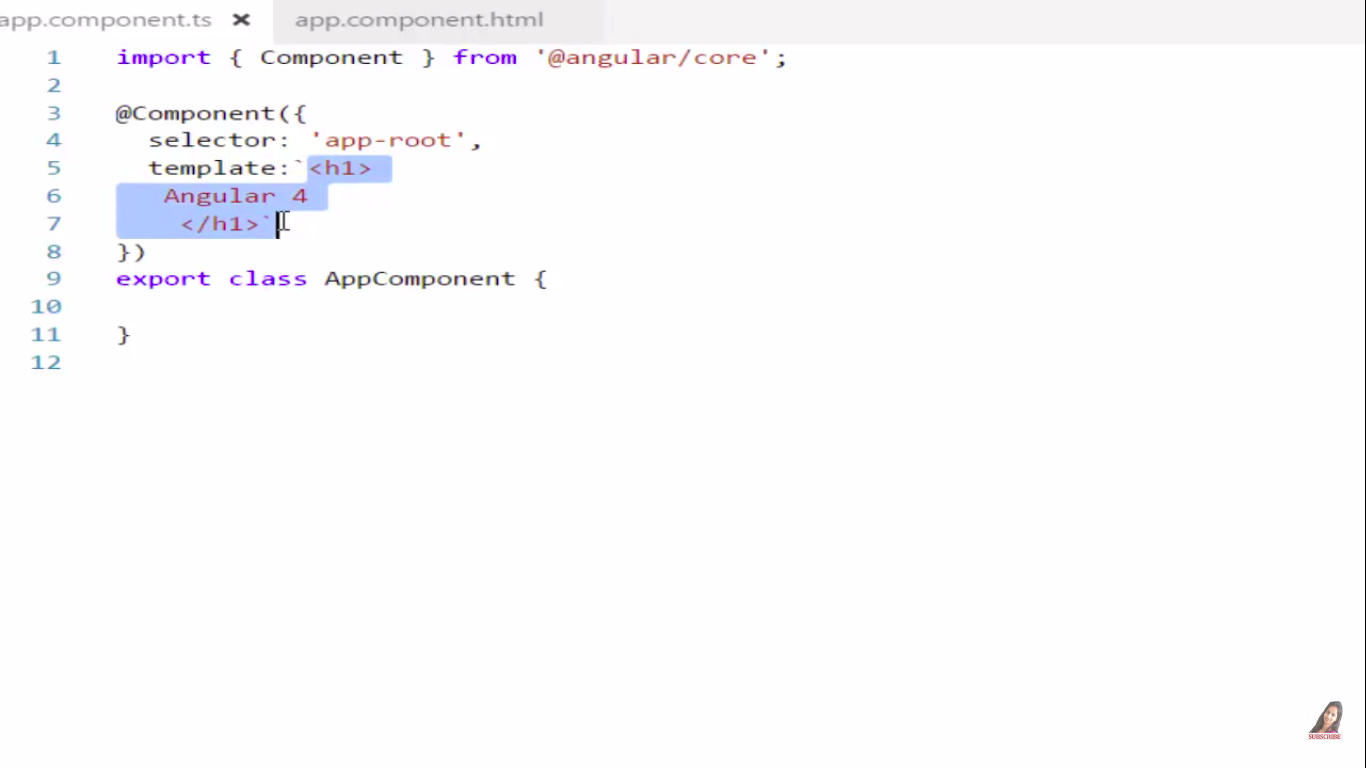 app.component.ts × app.component.html
1 import { Component } from '@angular/core';
2
3 @Component({
4 selector: 'app-root',
5 template:`<h1>
6 Angular 4
7 </h1>`
8 })
9 export class AppComponent {
10
11 }
12
SUBSCRIBE